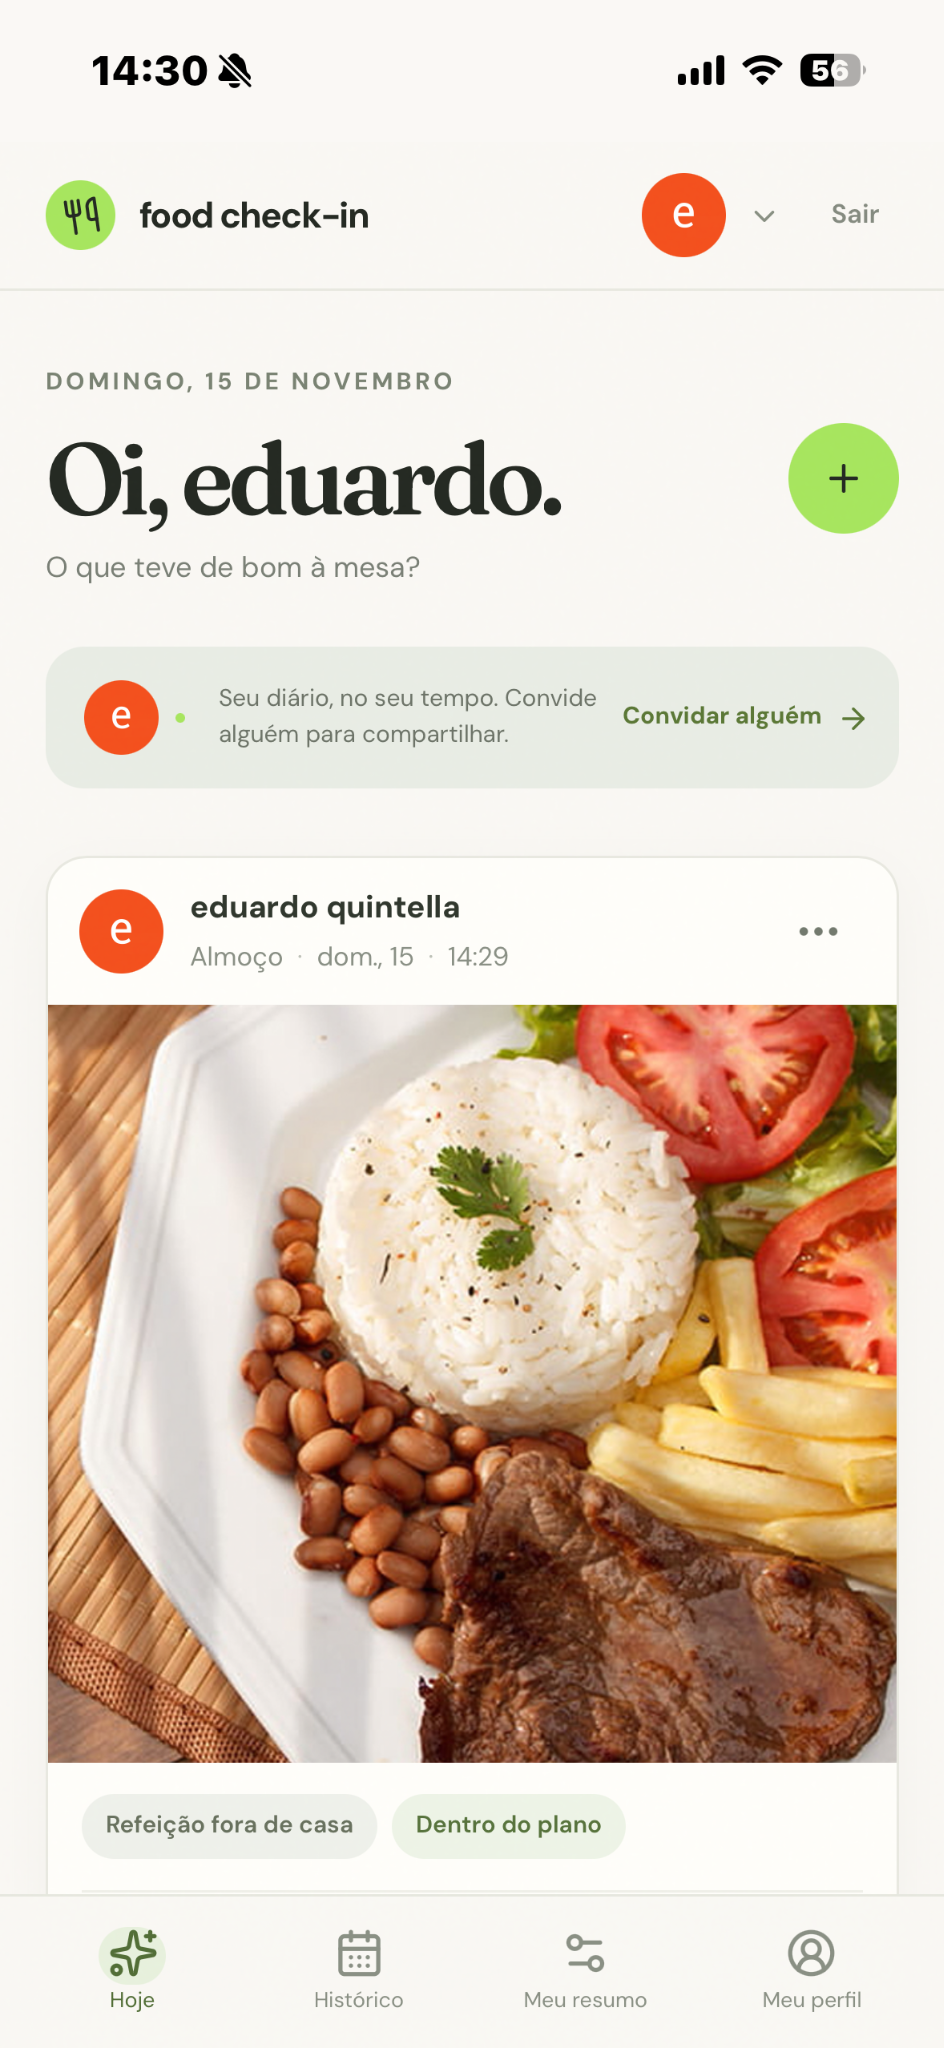 14:30
56
food check-in
e
Sair
DOMINGO, 15 DE NOVEMBRO
Oi, eduardo.
+
O que teve de bom à mesa?
e
Seu diário, no seu tempo. Convide
alguém para compartilhar.
Convidar alguém →
e
eduardo quintella
Almoço · dom., 15 · 14:29
Refeição fora de casa
Dentro do plano
Hoje
Histórico
Meu resumo
Meu perfil